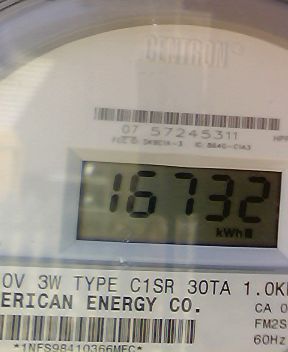 CENTRON®
07 57245311
16732
kWh
0V 3W TYPE C1SR 30TA 1.0K
ERICAN ENERGY CO.
CA 0
FM2S
60Hz
*1NFS98410366MEC*